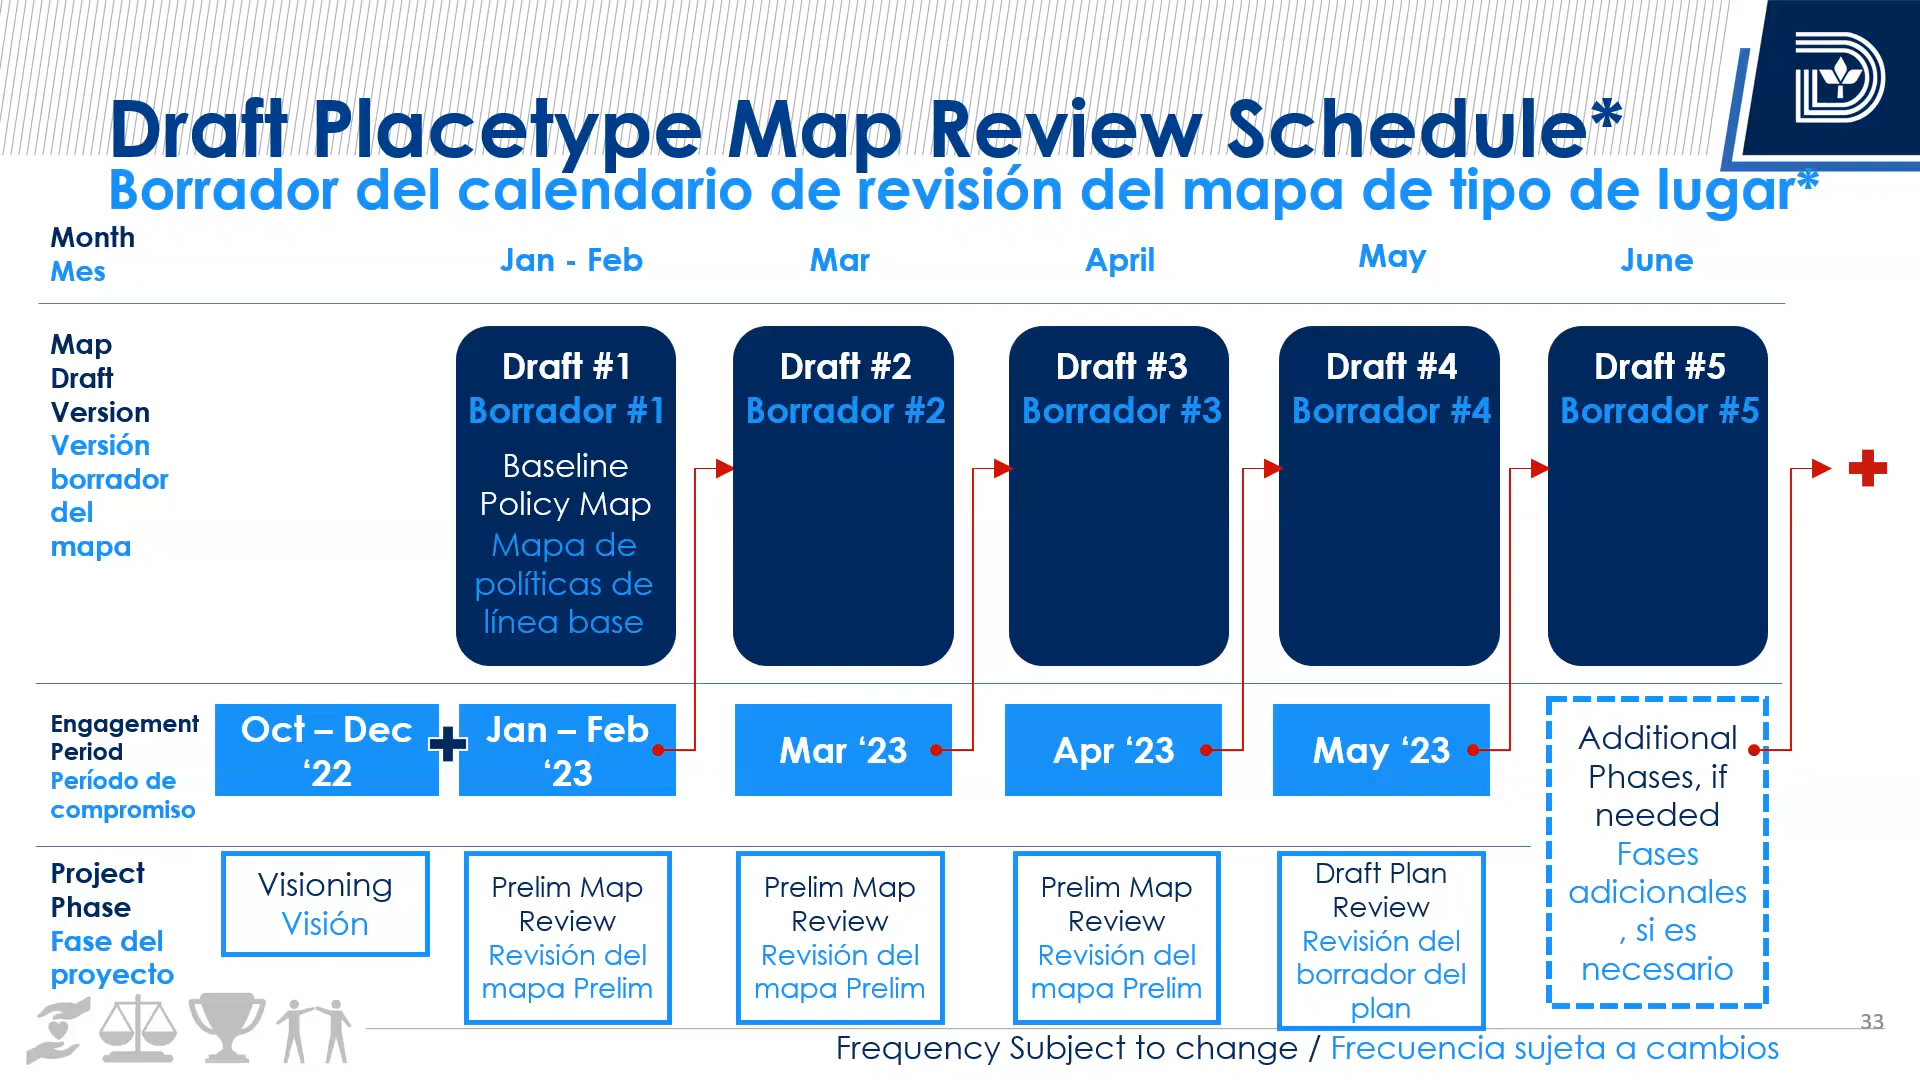 Draft Placetype Map Review Schedule*
Borrador del calendario de revisión del mapa de tipo de lugar*
Month
Mes
Jan - Feb
Mar
April
May
June
Map
Draft
Version
Versión
borrador
del
mapa
Draft #1
Borrador #1
Baseline
Policy Map
Mapa de
políticas de
línea base
Draft #2
Borrador #2
Draft #3
Borrador #3
Draft #4
Borrador #4
Draft #5
Borrador #5
Engagement
Period
Período de
compromiso
Oct – Dec
‘22
Jan – Feb
‘23
Mar ‘23
Apr ‘23
May ‘23
Additional
Phases, if
needed
Fases
adicionales
, si es
necesario
Project
Phase
Fase del
proyecto
Visioning
Visión
Prelim Map
Review
Revisión del
mapa Prelim
Prelim Map
Review
Revisión del
mapa Prelim
Prelim Map
Review
Revisión del
mapa Prelim
Draft Plan
Review
Revisión del
borrador del
plan
33
Frequency Subject to change / Frecuencia sujeta a cambios